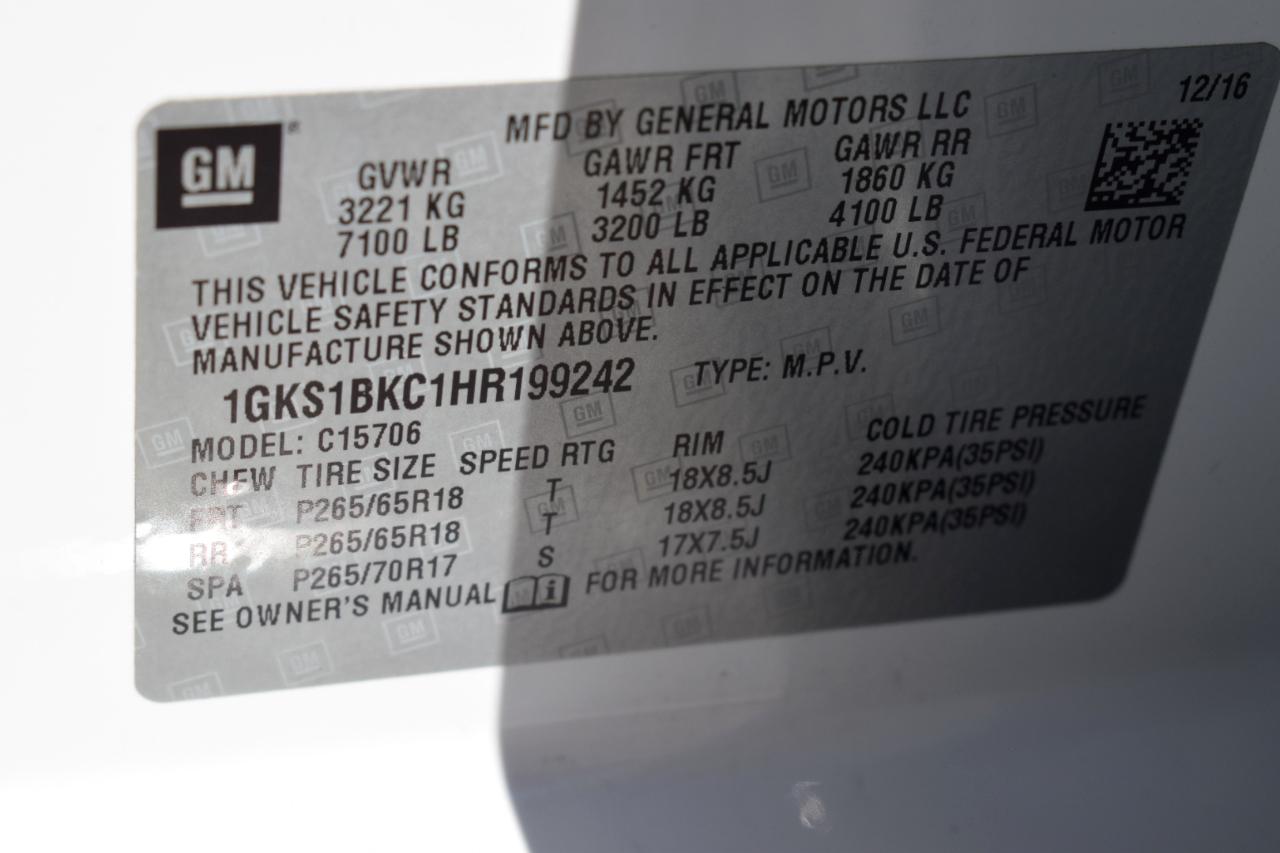 12/16
GM
MFD BY GENERAL MOTORS LLC
GVWR GAWR FRT GAWR RR
3221 KG 1452 KG 1860 KG
7100 LB 3200 LB 4100 LB
THIS VEHICLE CONFORMS TO ALL APPLICABLE U.S. FEDERAL MOTOR
VEHICLE SAFETY STANDARDS IN EFFECT ON THE DATE OF
MANUFACTURE SHOWN ABOVE.
1GKS1BKC1HR199242 TYPE: M.P.V.
MODEL: C15706
CHFW TIRE SIZE SPEED RTG RIM COLD TIRE PRESSURE
FRT P265/65R18 T 18X8.5J 240KPA(35PSI)
RR P265/65R18 T 18X8.5J 240KPA(35PSI)
SPA P265/70R17 S 17X7.5J 240KPA(35PSI)
SEE OWNER'S MANUAL i FOR MORE INFORMATION.